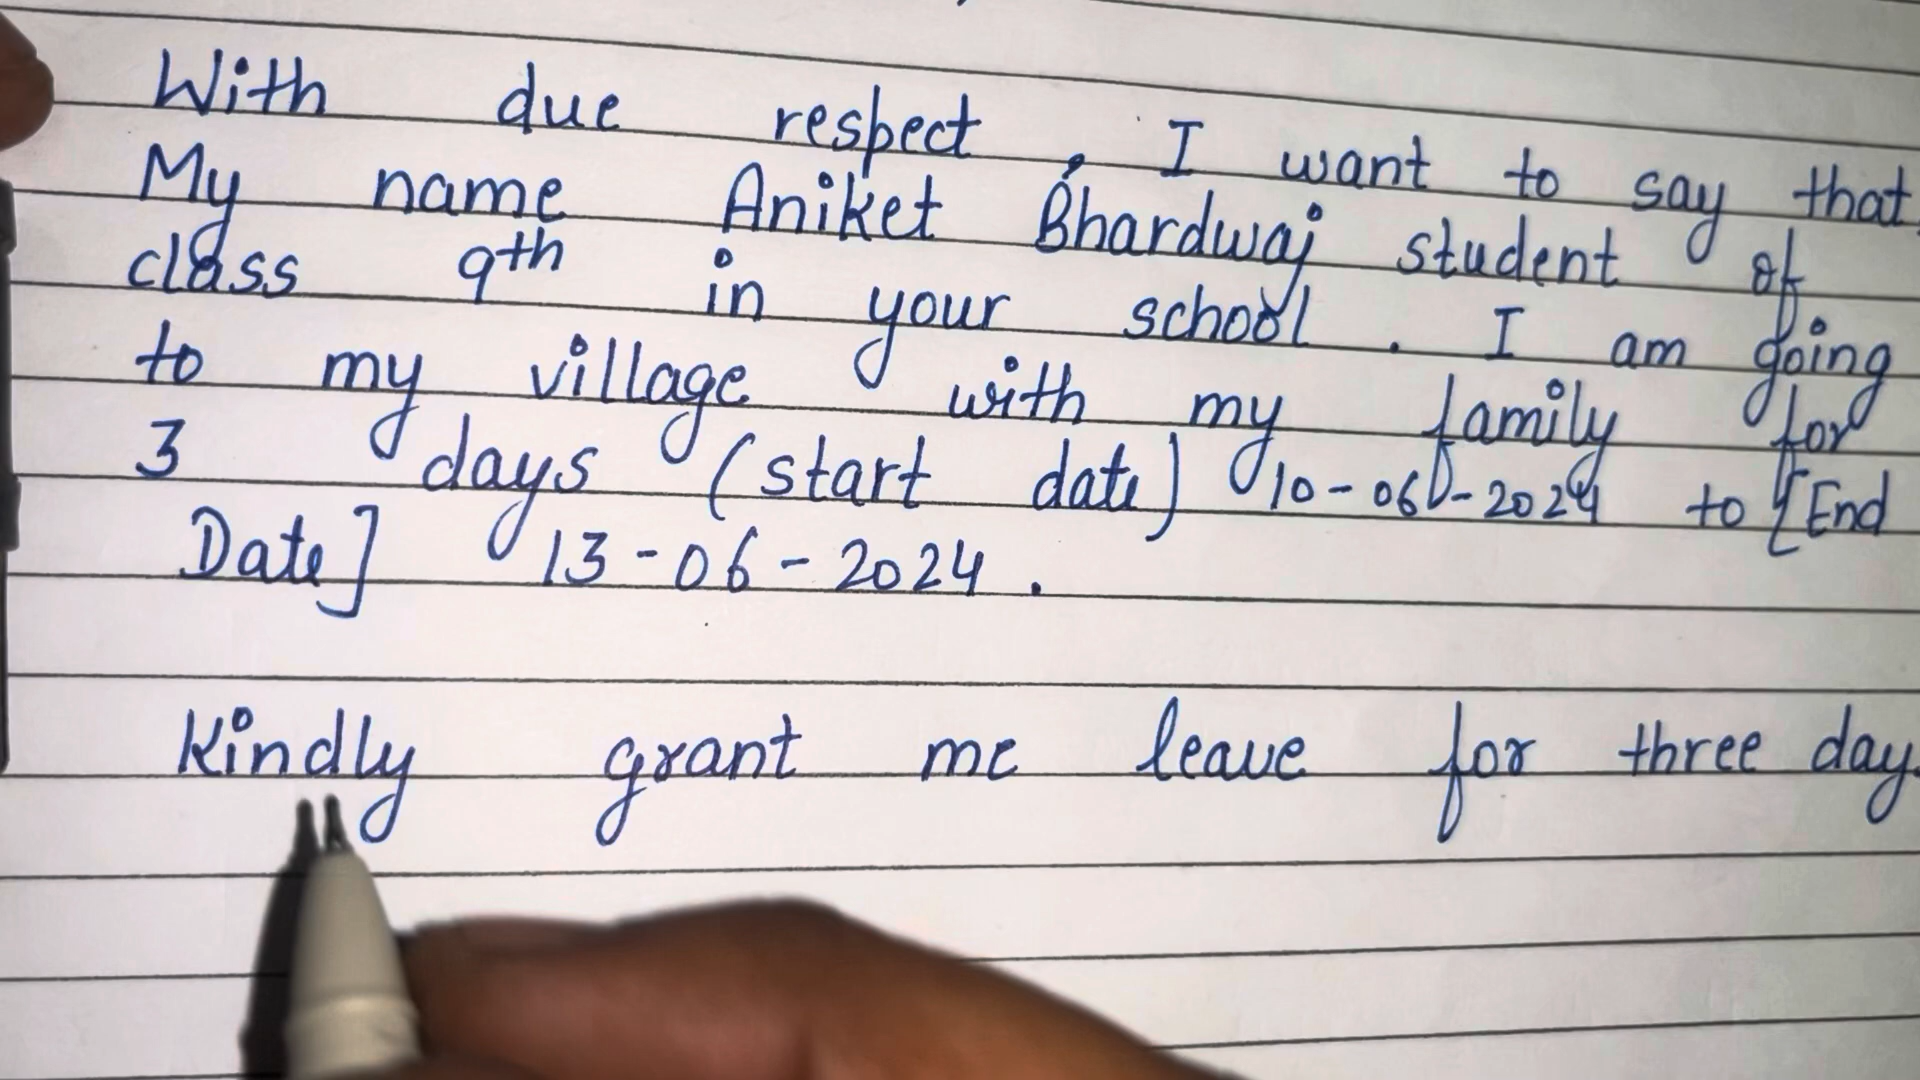 With due respect, I want to say that
My name Aniket Bhardwaj student of
class 9th in your school. I am going
to my village with my family for
3 days (start date) 10-06-2024 to [End
Date] 13-06-2024.
Kindly grant me leave for three day